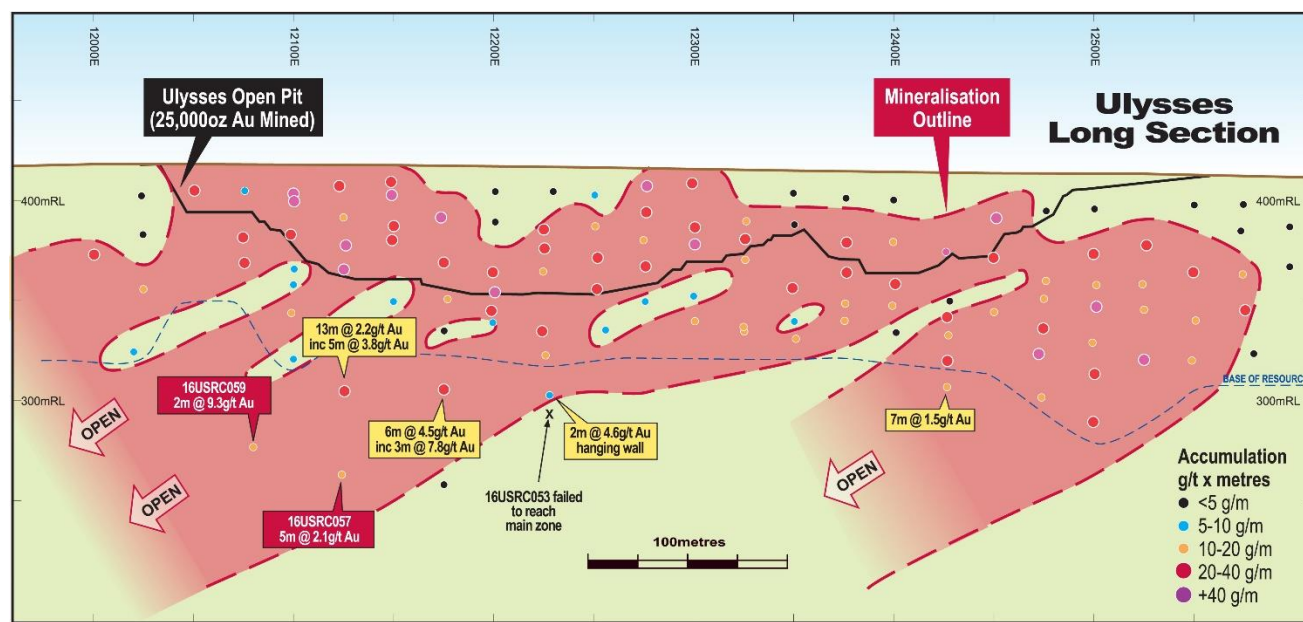 12000E
12100E
12200E
12300E
12400E
12500E
Ulysses Open Pit
(25,000oz Au Mined)
Mineralisation
Outline
Ulysses
Long Section
400mRL
400mRL
13m @ 2.2g/t Au
inc 5m @ 3.8g/t Au
16USRC059
2m @ 9.3g/t Au
300mRL
OPEN
OPEN
6m @ 4.5g/t Au
inc 3m @ 7.8g/t Au
X
2m @ 4.6g/t Au
hanging wall
16USRC053 failed
to reach
main zone
16USRC057
5m @ 2.1g/t Au
7m @ 1.5g/t Au
OPEN
BASE OF RESOURC
300mRL
100metres
Accumulation
g/t x metres
<5 g/m
5-10 g/m
10-20 g/m
20-40 g/m
+40 g/m